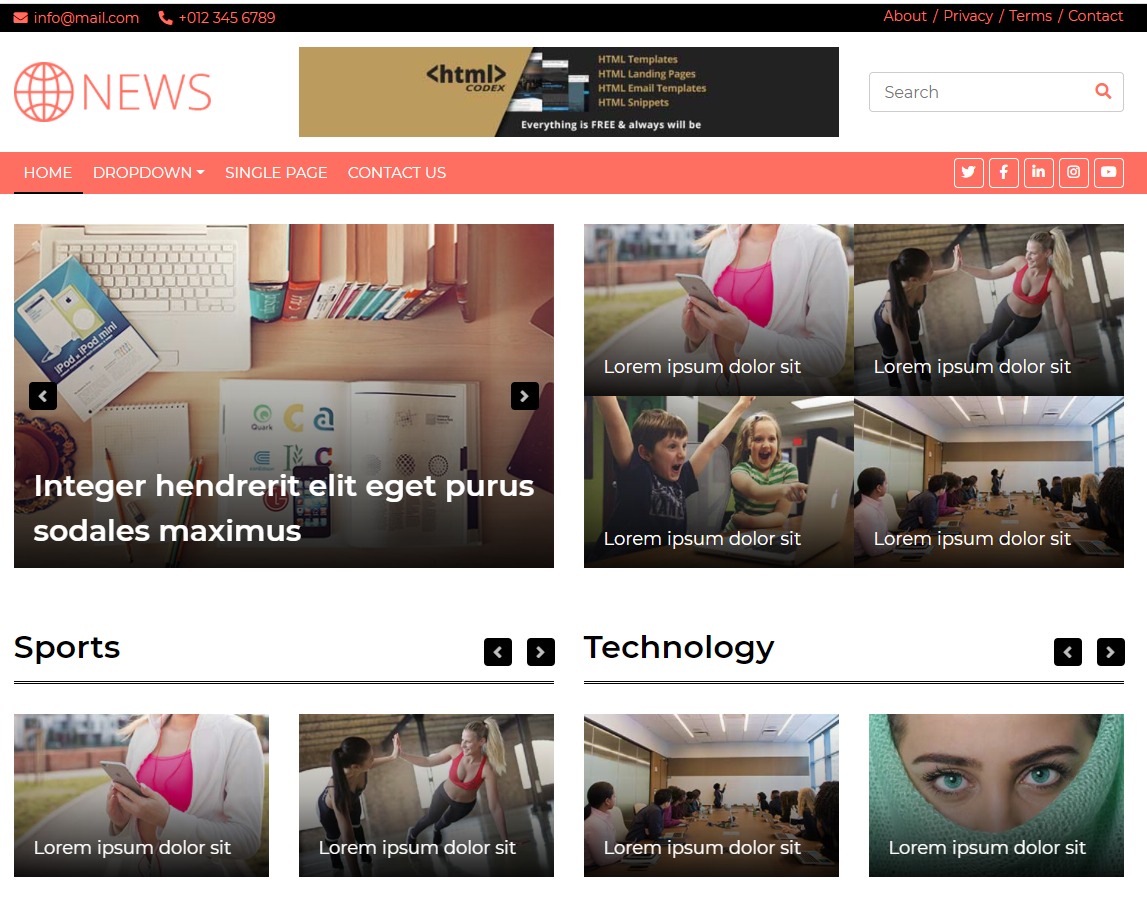 info@mail.com +012 345 6789
About / Privacy / Terms / Contact
NEWS
<html>
CODEX
HTML Templates
HTML Landing Pages
HTML Email Templates
HTML Snippets
Everything is FREE & always will be
Search
HOME DROPDOWN SINGLE PAGE CONTACT US
iPod & iPod mini
Quark
Integer hendrerit elit eget purus
sodales maximus
Lorem ipsum dolor sit
Lorem ipsum dolor sit
Lorem ipsum dolor sit
Lorem ipsum dolor sit
Sports
Technology
Lorem ipsum dolor sit
Lorem ipsum dolor sit
Lorem ipsum dolor sit
Lorem ipsum dolor sit